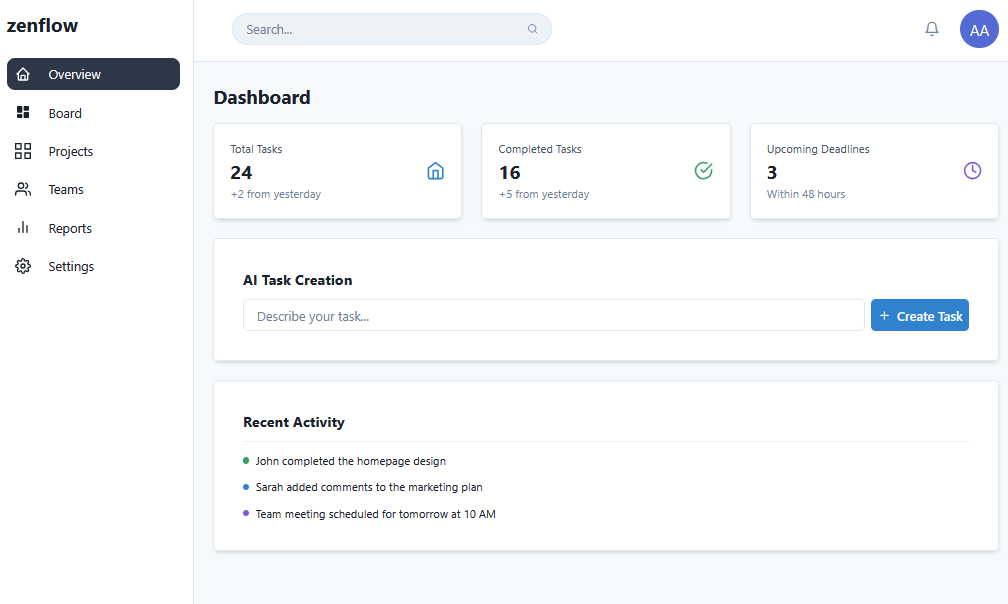 zenflow
Search...
AA
Overview
Board
Projects
Teams
Reports
Settings
Dashboard
Total Tasks
24
+2 from yesterday
Completed Tasks
16
+5 from yesterday
Upcoming Deadlines
3
Within 48 hours
AI Task Creation
Describe your task...
+ Create Task
Recent Activity
John completed the homepage design
Sarah added comments to the marketing plan
Team meeting scheduled for tomorrow at 10 AM